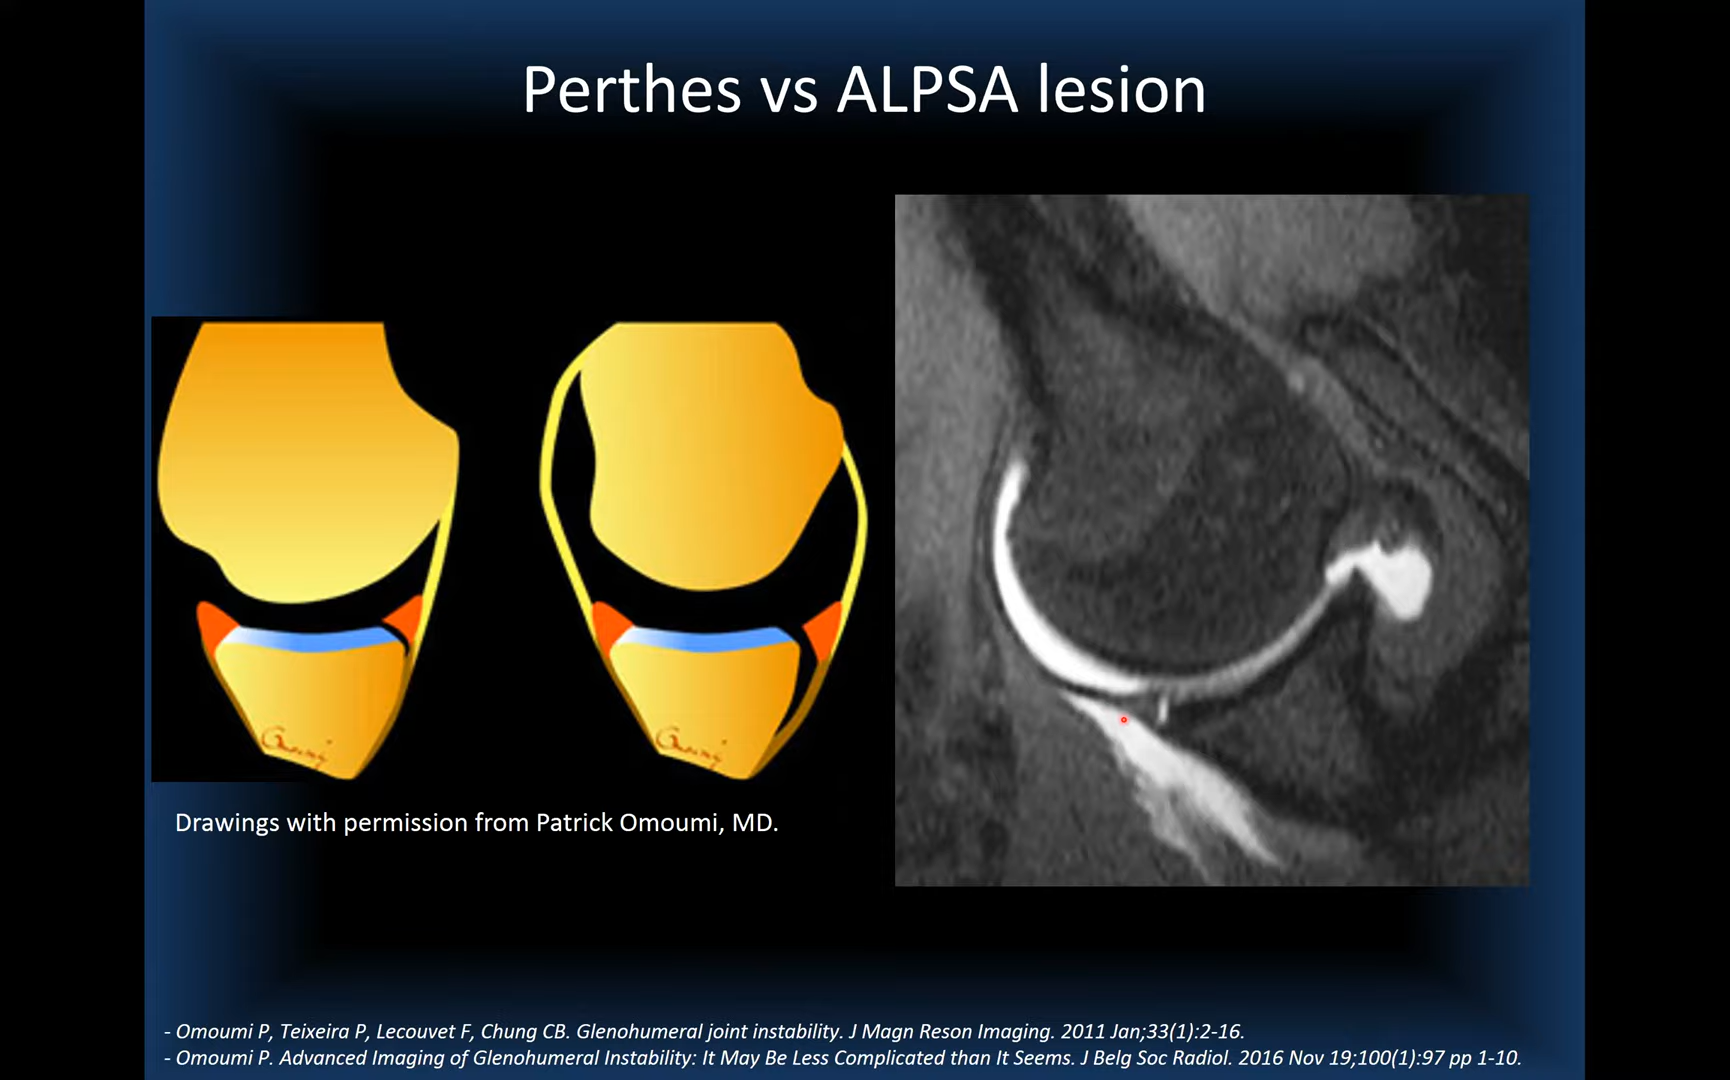 Perthes vs ALPSA lesion
Omoumi
Omoumi
Drawings with permission from Patrick Omoumi, MD.
- Omoumi P, Teixeira P, Lecouvet F, Chung CB. Glenohumeral joint instability. J Magn Reson Imaging. 2011 Jan;33(1):2-16.
- Omoumi P. Advanced Imaging of Glenohumeral Instability: It May Be Less Complicated than It Seems. J Belg Soc Radiol. 2016 Nov 19;100(1):97 pp 1-10.